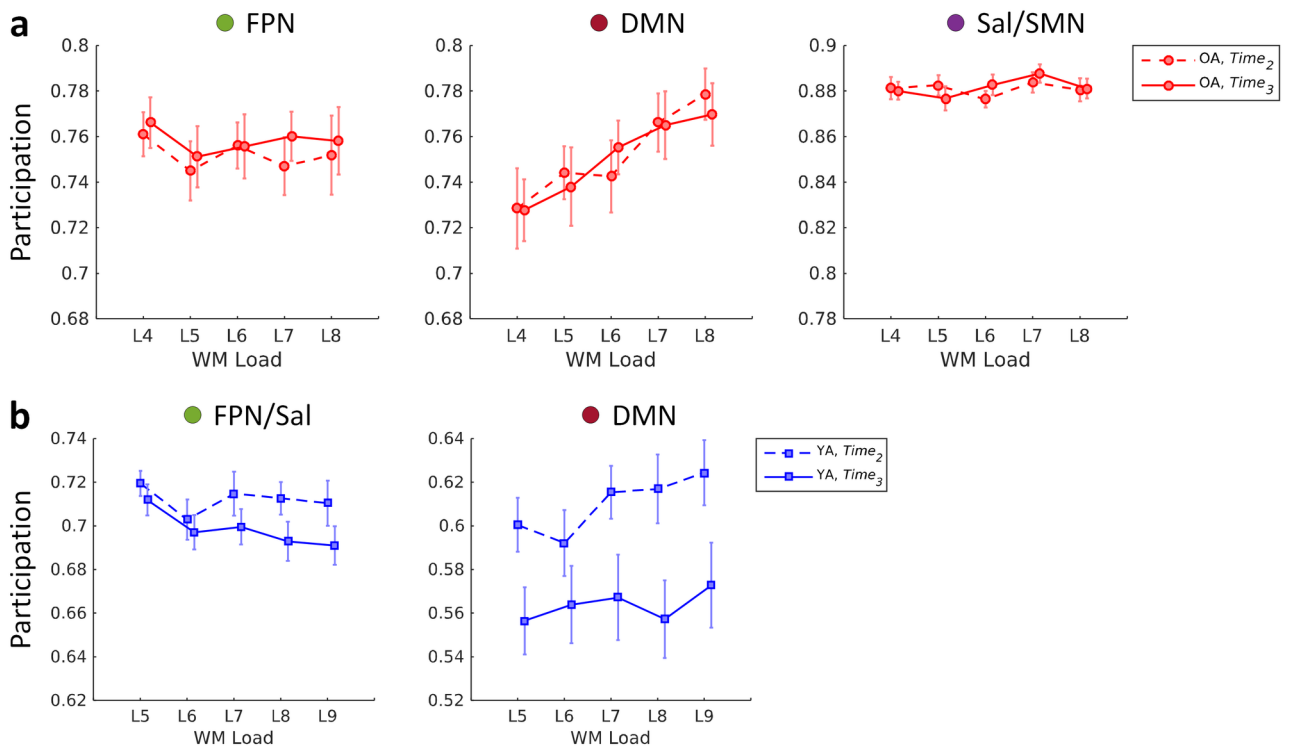 a
FPN
DMN
Sal/SMN
Participation
0.8
0.78
0.76
0.74
0.72
0.7
0.68
L4 L5 L6 L7 L8
WM Load
0.8
0.78
0.76
0.74
0.72
0.7
0.68
L4 L5 L6 L7 L8
WM Load
0.9
0.88
0.86
0.84
0.82
0.8
0.78
L4 L5 L6 L7 L8
WM Load
OA, Time2
OA, Time3
b
FPN/Sal
DMN
Participation
0.74
0.72
0.7
0.68
0.66
0.64
0.62
L5 L6 L7 L8 L9
WM Load
0.64
0.62
0.6
0.58
0.56
0.54
0.52
L5 L6 L7 L8 L9
WM Load
YA, Time2
YA, Time3